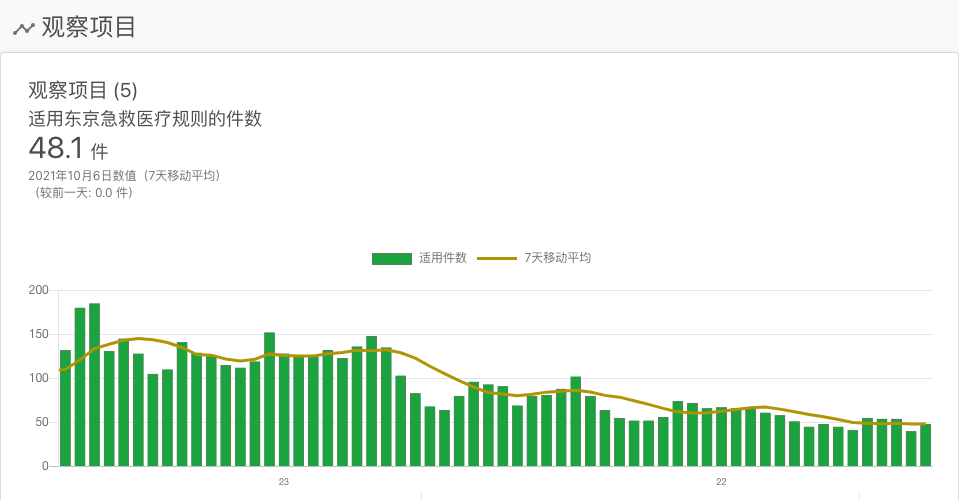 观察项目
观察项目 (5)
适用东京急救医疗规则的件数
48.1 件
2021年10月6日数值（7天移动平均）
（较前一天: 0.0 件）
适用件数 7天移动平均
200
150
100
50
0
23 22